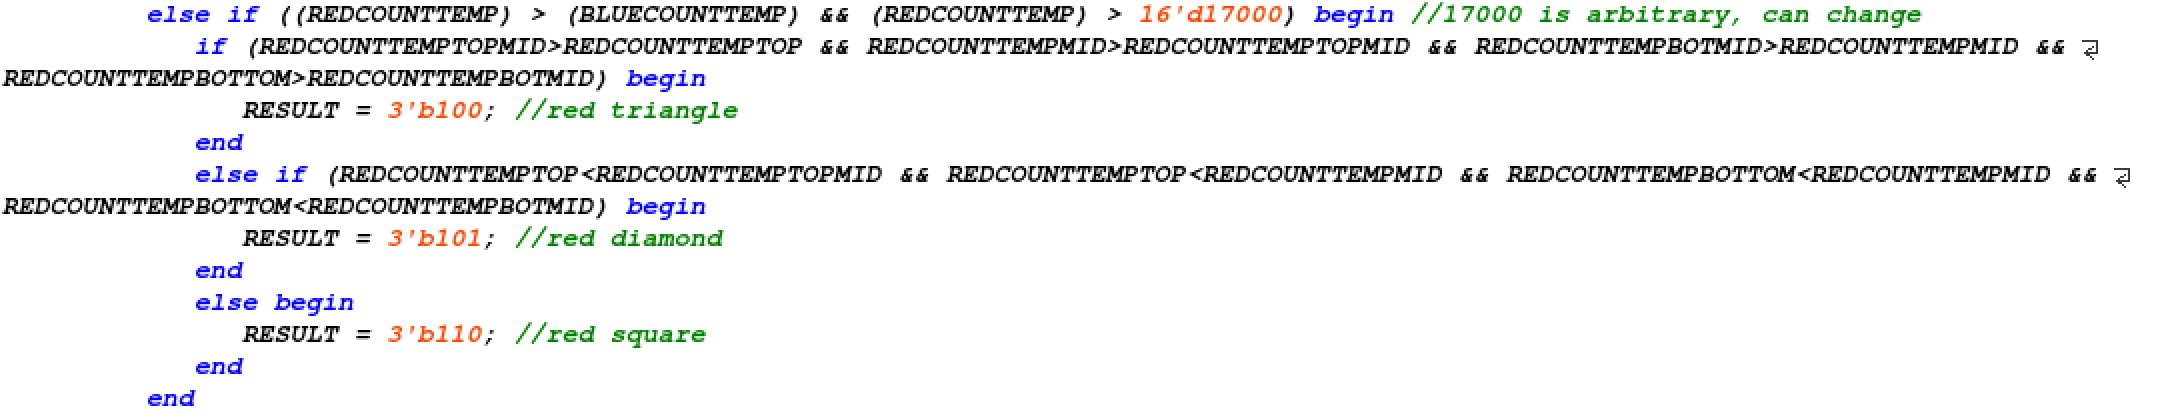 else if ((REDCOUNTTEMP) > (BLUECOUNTTEMP) && (REDCOUNTTEMP) > 16'd17000) begin //17000 is arbitrary, can change
if (REDCOUNTTEMPTOPMID>REDCOUNTTEMPTOP && REDCOUNTTEMPMID>REDCOUNTTEMPTOPMID && REDCOUNTTEMPBOTMID>REDCOUNTTEMPMID &&
REDCOUNTTEMPBOTTOM>REDCOUNTTEMPBOTMID) begin
RESULT = 3'b100; //red triangle
end
else if (REDCOUNTTEMPTOP<REDCOUNTTEMPTOPMID && REDCOUNTTEMPTOP<REDCOUNTTEMPMID && REDCOUNTTEMPBOTTOM<REDCOUNTTEMPMID &&
REDCOUNTTEMPBOTTOM<REDCOUNTTEMPBOTMID) begin
RESULT = 3'b101; //red diamond
end
else begin
RESULT = 3'b110; //red square
end
end